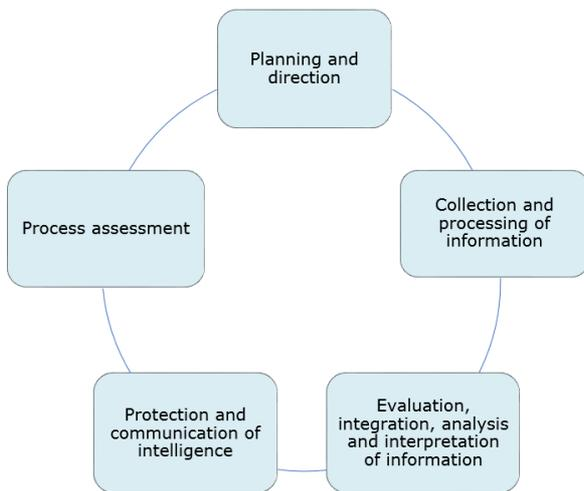 Planning and
direction
Collection and
processing of
information
Evaluation,
integration, analysis
and interpretation
of information
Protection and
communication of
intelligence
Process assessment